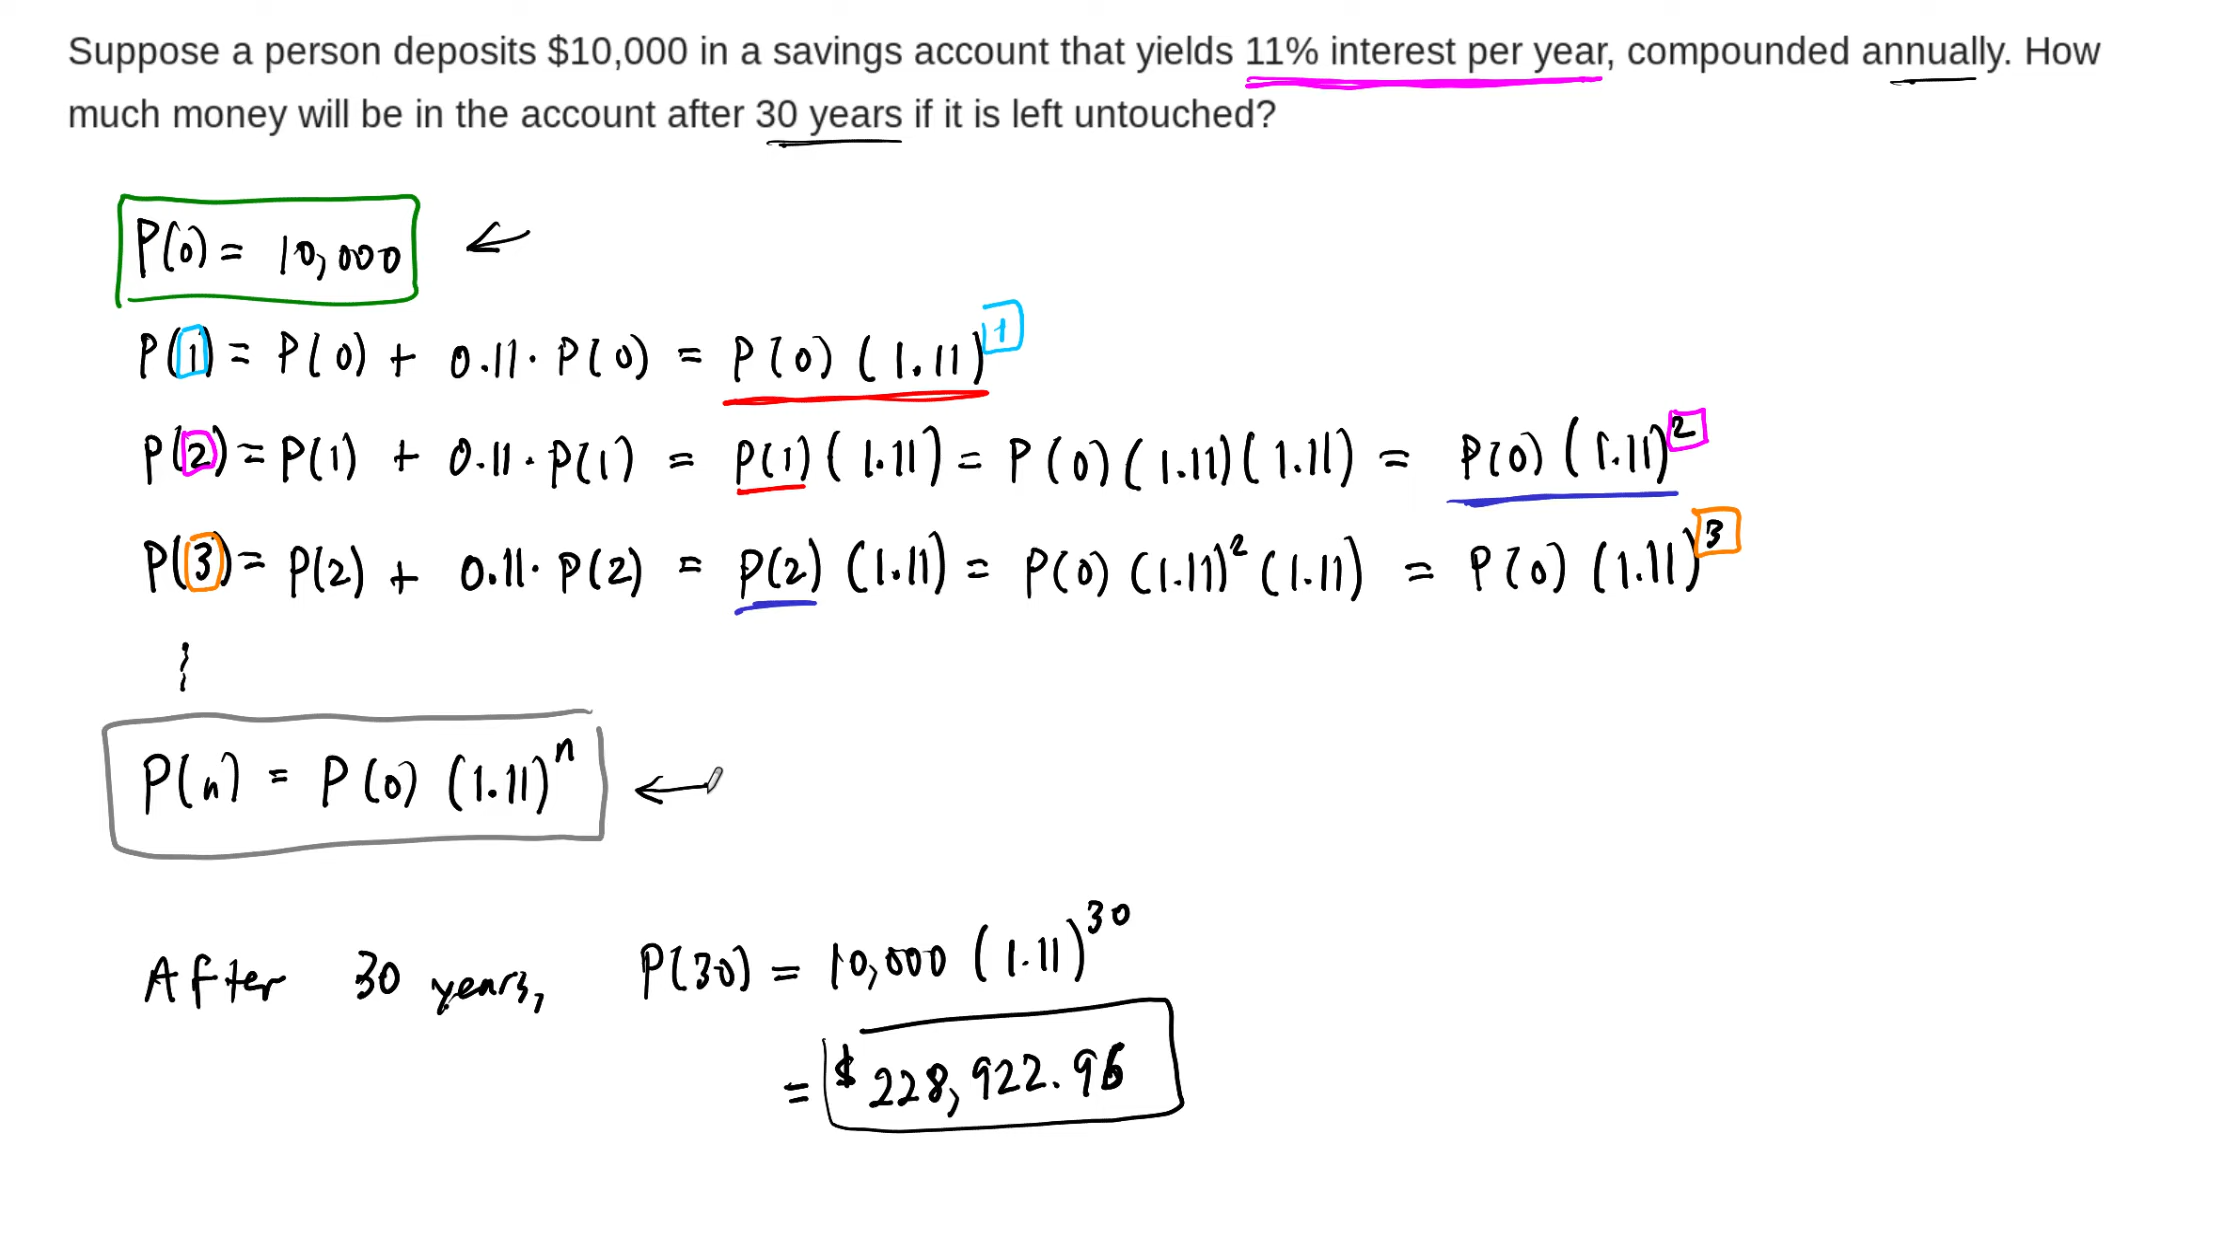 Suppose a person deposits $10,000 in a savings account that yields 11% interest per year, compounded annually. How
much money will be in the account after 30 years if it is left untouched?
P(0) = 10,000 ←
P(1) = P(0) + 0.11 · P(0) = P(0) (1.11)^1
P(2) = P(1) + 0.11 · P(1) = P(1) (1.11) = P(0) (1.11) (1.11) = P(0) (1.11)^2
P(3) = P(2) + 0.11 · P(2) = P(2) (1.11) = P(0) (1.11)^2 (1.11) = P(0) (1.11)^3
⋮
P(n) = P(0) (1.11)^n ←
After 30 years, P(30) = 10,000 (1.11)^30
= $228,922.96